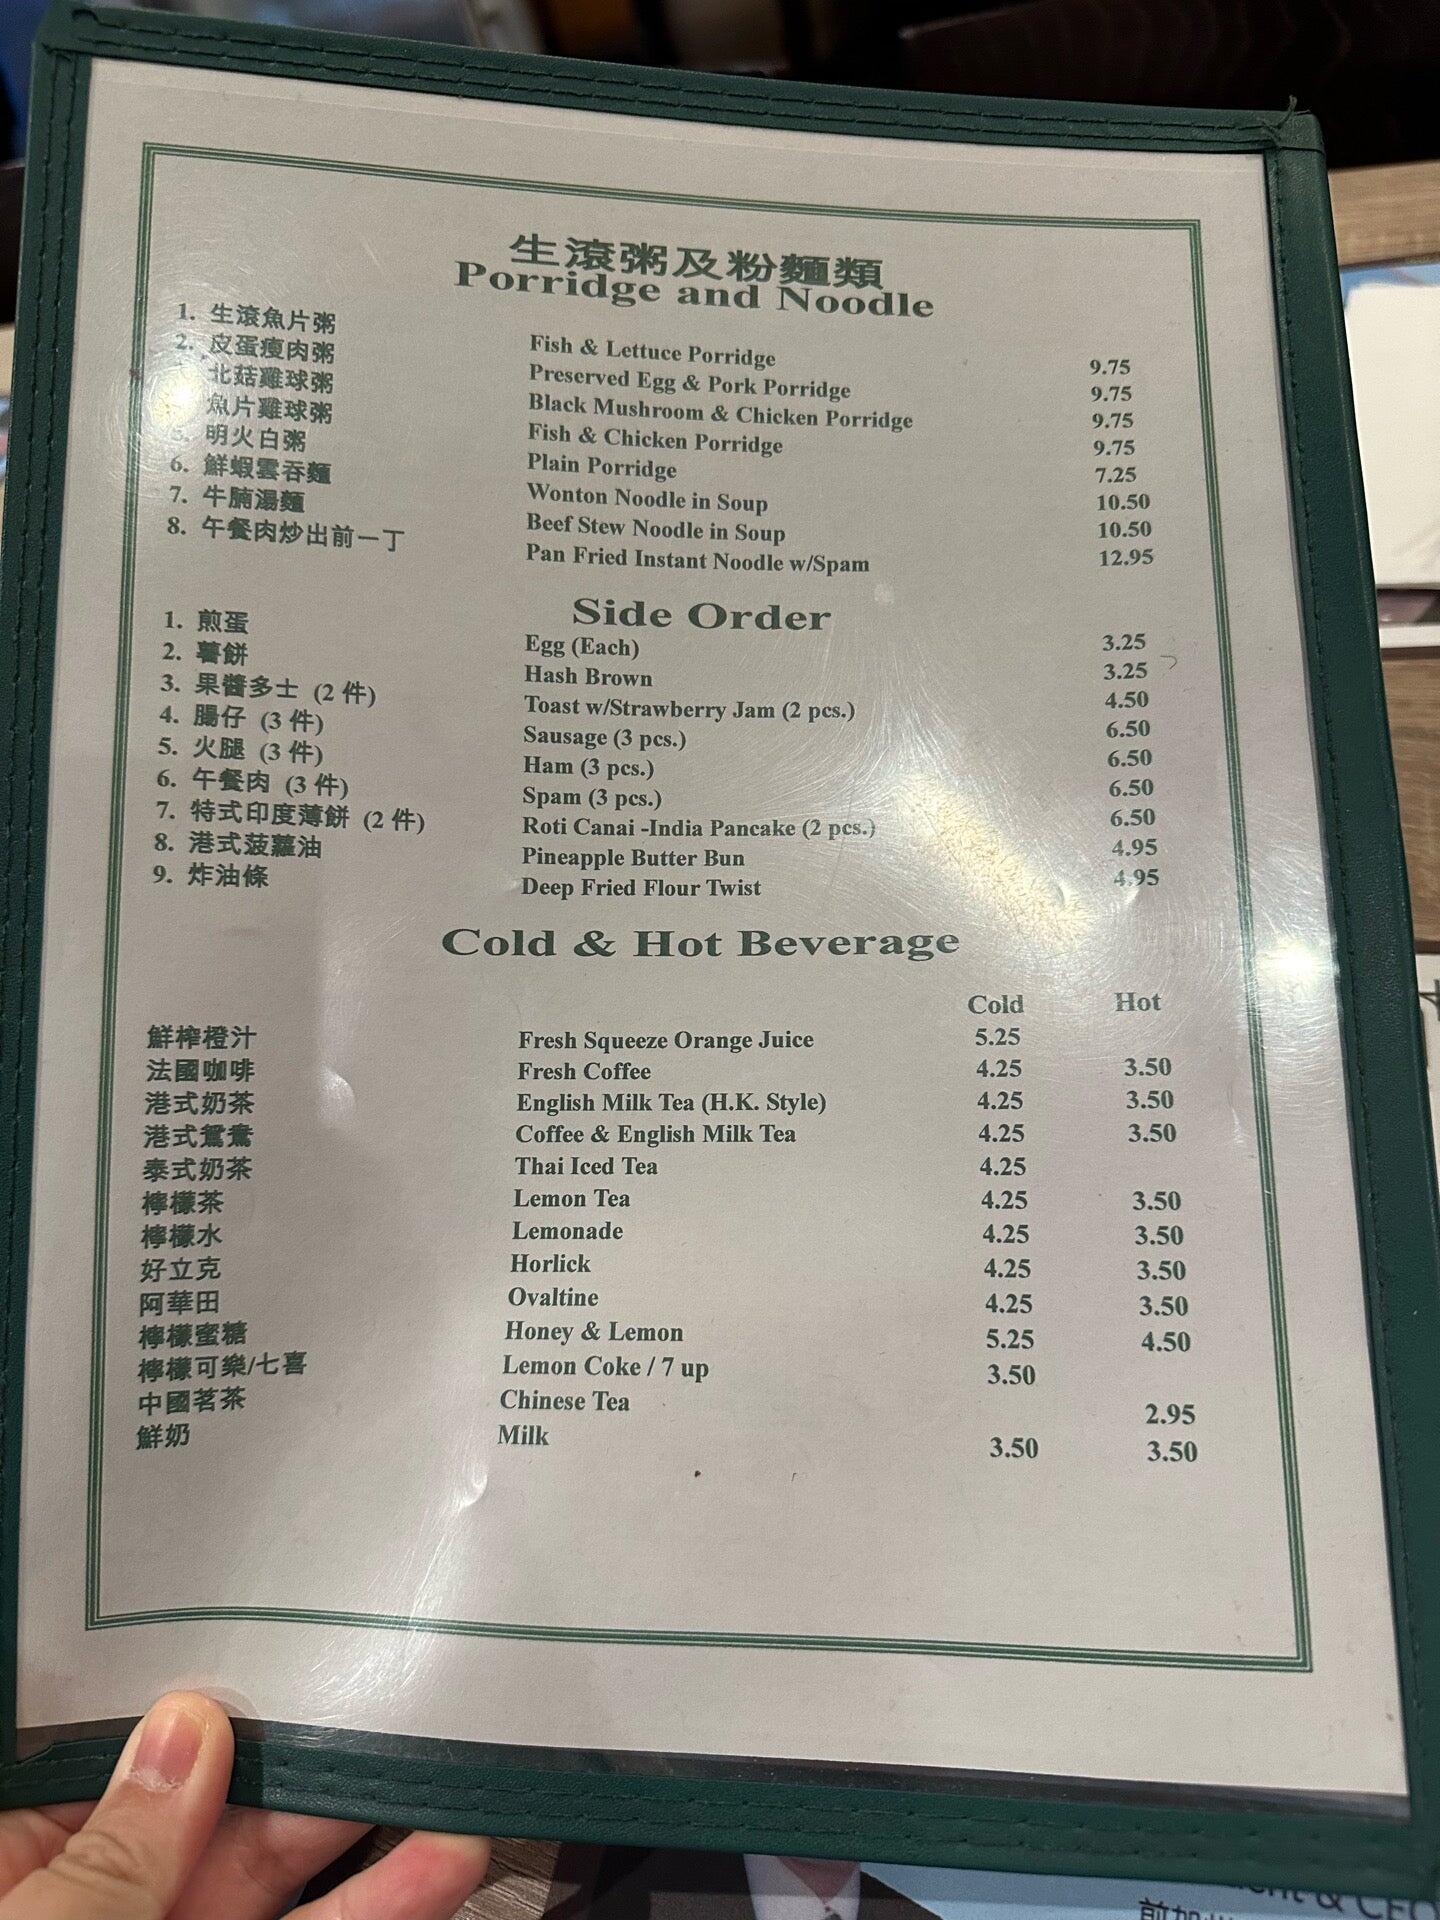 生滾粥及粉麵類
Porridge and Noodle
1. 生滾魚片粥 Fish & Lettuce Porridge 9.75
2. 皮蛋瘦肉粥 Preserved Egg & Pork Porridge 9.75
北菇雞球粥 Black Mushroom & Chicken Porridge 9.75
魚片雞球粥 Fish & Chicken Porridge 9.75
5. 明火白粥 Plain Porridge 7.25
6. 鮮蝦雲吞麵 Wonton Noodle in Soup 10.50
7. 牛腩湯麵 Beef Stew Noodle in Soup 10.50
8. 午餐肉炒出前一丁 Pan Fried Instant Noodle w/Spam 12.95
Side Order
1. 煎蛋 Egg (Each) 3.25
2. 薯餅 Hash Brown 3.25
3. 果醬多士 (2 件) Toast w/Strawberry Jam (2 pcs.) 4.50
4. 腸仔 (3 件) Sausage (3 pcs.) 6.50
5. 火腿 (3 件) Ham (3 pcs.) 6.50
6. 午餐肉 (3 件) Spam (3 pcs.) 6.50
7. 特式印度薄餅 (2 件) Roti Canai -India Pancake (2 pcs.) 6.50
8. 港式菠蘿油 Pineapple Butter Bun 4.95
9. 炸油條 Deep Fried Flour Twist 4.95
Cold & Hot Beverage
Cold Hot
鮮榨橙汁 Fresh Squeeze Orange Juice 5.25
法國咖啡 Fresh Coffee 4.25 3.50
港式奶茶 English Milk Tea (H.K. Style) 4.25 3.50
港式鴛鴦 Coffee & English Milk Tea 4.25 3.50
泰式奶茶 Thai Iced Tea 4.25
檸檬茶 Lemon Tea 4.25 3.50
檸檬水 Lemonade 4.25 3.50
好立克 Horlick 4.25 3.50
阿華田 Ovaltine 4.25 3.50
檸檬蜜糖 Honey & Lemon 5.25 4.50
檸檬可樂/七喜 Lemon Coke / 7 up 3.50
中國茗茶 Chinese Tea 2.95
鮮奶 Milk 3.50 3.50
& CEO